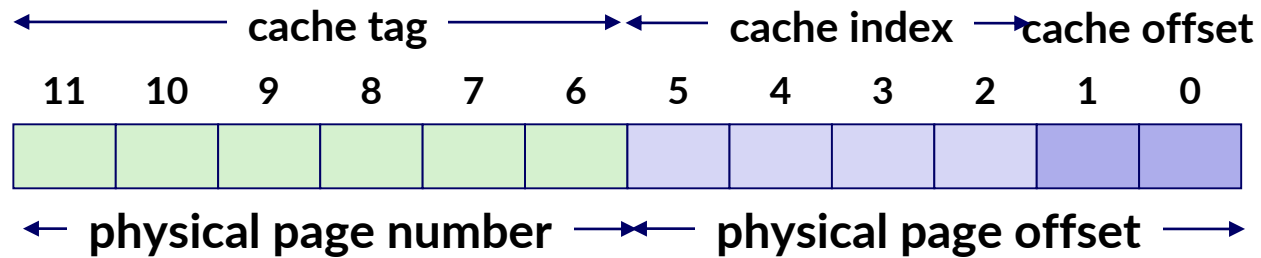 cache tag cache index cache offset
11 10 9 8 7 6 5 4 3 2 1 0
physical page number physical page offset